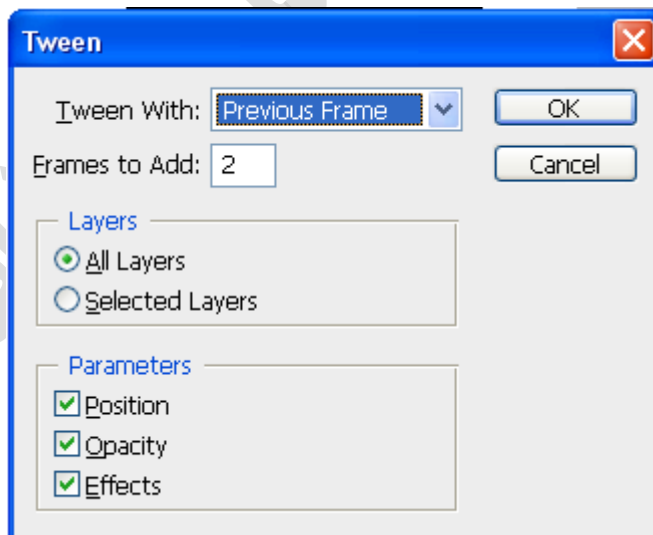 Tween
Tween With: Previous Frame
OK
Frames to Add: 2
Cancel
Layers
All Layers
Selected Layers
Parameters
Position
Opacity
Effects